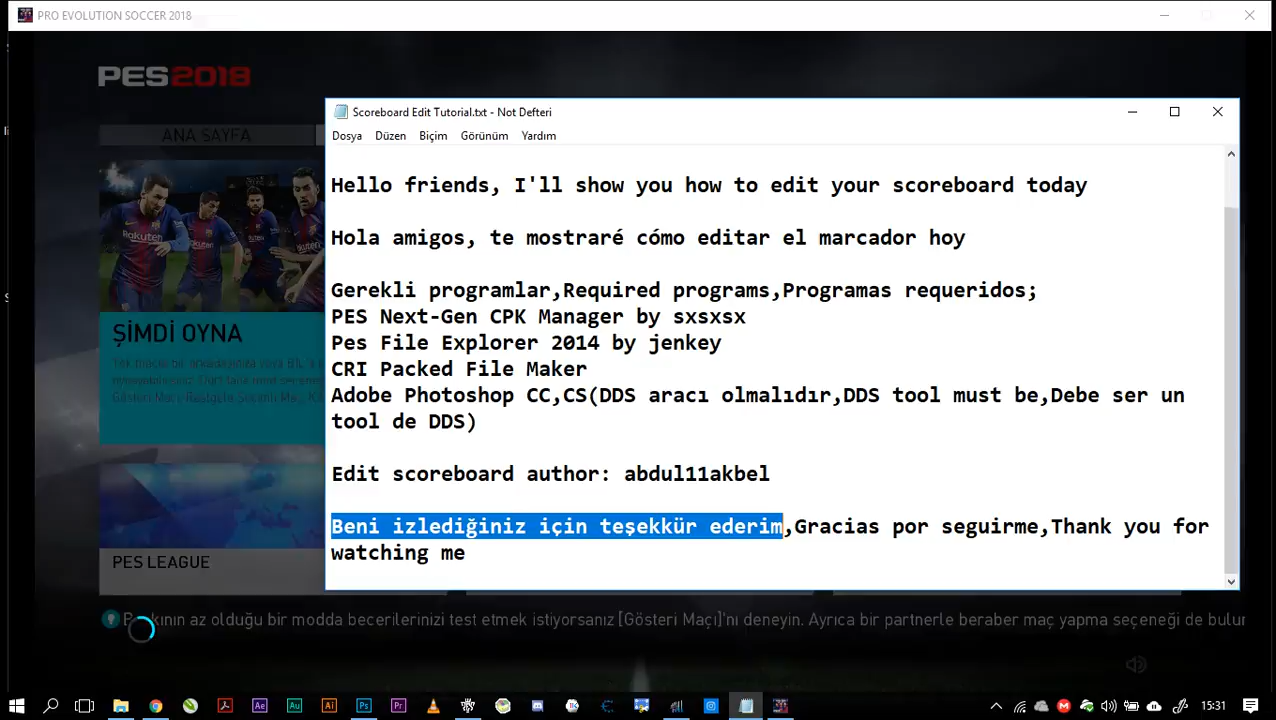 PRO EVOLUTION SOCCER 2018
PES2018
ANA SAYFA
Scoreboard Edit Tutorial.txt - Not Defteri
Dosya Düzen Biçim Görünüm Yardım
Hello friends, I'll show you how to edit your scoreboard today
Hola amigos, te mostraré cómo editar el marcador hoy
Gerekli programlar,Required programs,Programas requeridos;
PES Next-Gen CPK Manager by sxsxsx
Pes File Explorer 2014 by jenkey
CRI Packed File Maker
Adobe Photoshop CC,CS(DDS aracı olmalıdır,DDS tool must be,Debe ser un
tool de DDS)
Edit scoreboard author: abdul11akbel
Beni izlediğiniz için teşekkür ederim,Gracias por seguirme,Thank you for
watching me
Rakuten
ŞİMDİ OYNA
PES LEAGUE
kının az olduğu bir modda becerilerinizi test etmek istiyorsanız [Gösteri Maçı]'nı deneyin. Ayrıca bir partnerle beraber maç yapma seçeneği de bulur
Ae Au Ai Ps Pr
15:31